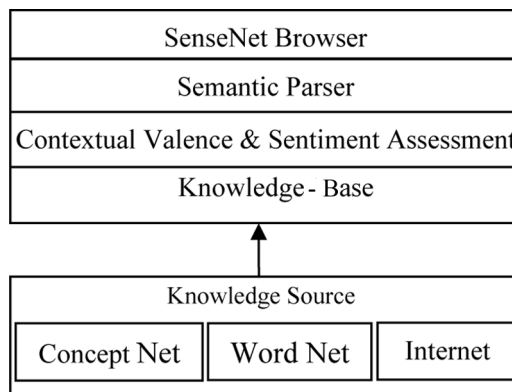 SenseNet Browser
Semantic Parser
Contextual Valence & Sentiment Assessment
Knowledge - Base
Knowledge Source
Concept Net
Word Net
Internet